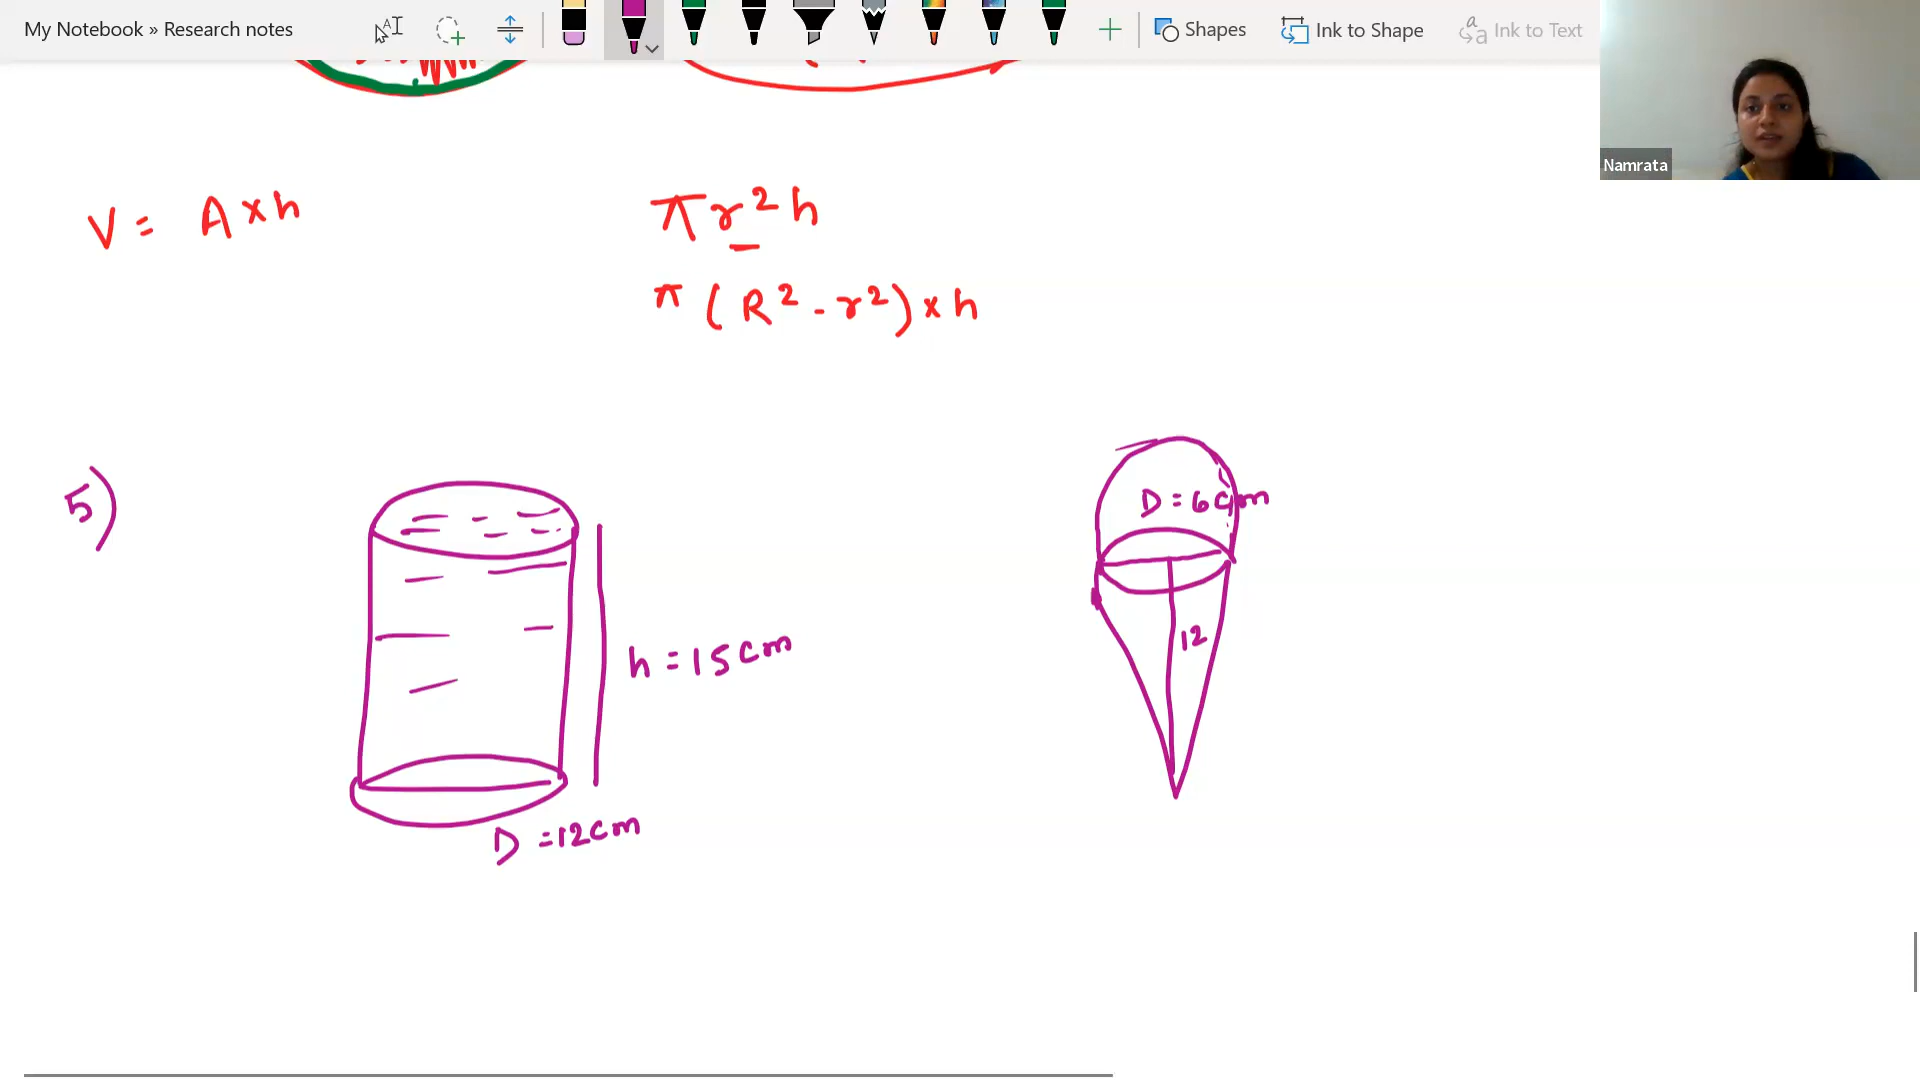 My Notebook » Research notes
Shapes
Ink to Shape
Ink to Text
Namrata
V = A × h
πr²h
π (R² - r²) × h
5)
D = 6cm
12
h = 15cm
D = 12cm